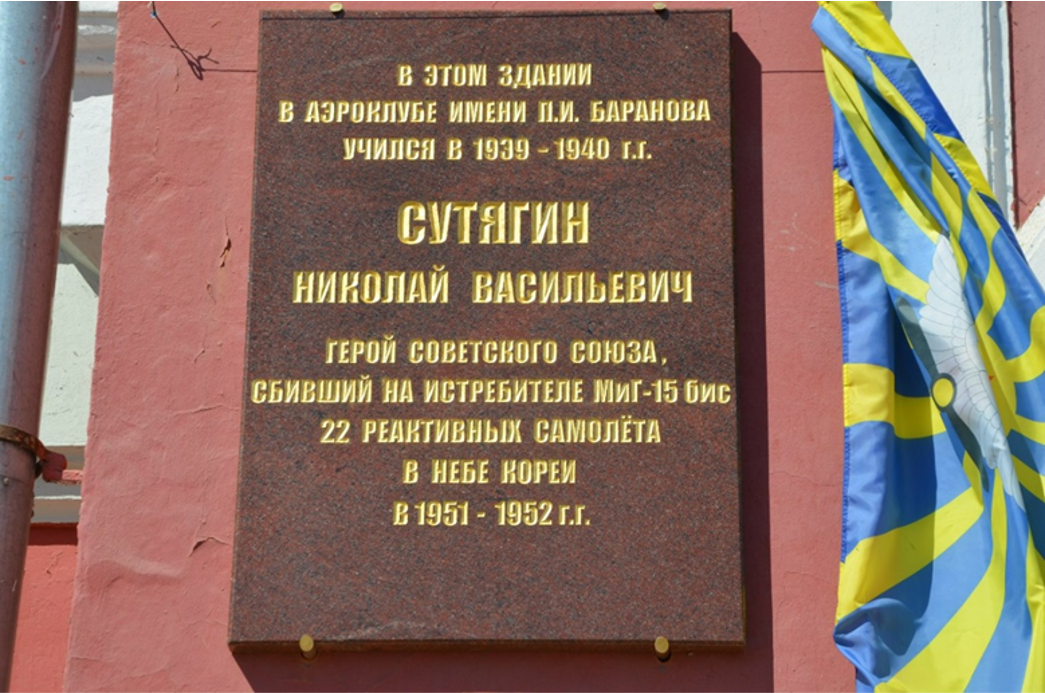 В ЭТОМ ЗДАНИИ
В АЭРОКЛУБЕ ИМЕНИ П.И. БАРАНОВА
УЧИЛСЯ В 1939 - 1940 г.г.
СУТЯГИН
НИКОЛАЙ ВАСИЛЬЕВИЧ
ГЕРОЙ СОВЕТСКОГО СОЮЗА,
СБИВШИЙ НА ИСТРЕБИТЕЛЕ МиГ-15 бис
22 РЕАКТИВНЫХ САМОЛЁТА
В НЕБЕ КОРЕИ
В 1951 - 1952 г.г.